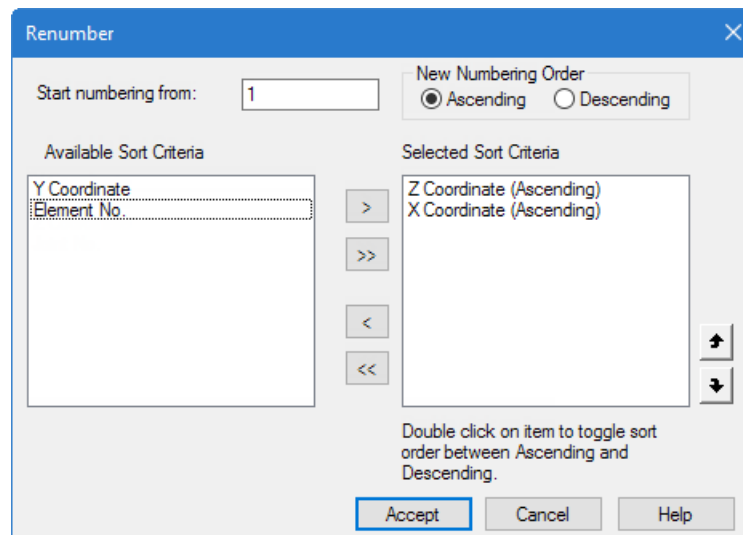 Renumber
Start numbering from:
1
New Numbering Order
Ascending
Descending
Available Sort Criteria
Y Coordinate
Element No.
>
>>
<
<<
Selected Sort Criteria
Z Coordinate (Ascending)
X Coordinate (Ascending)
Double click on item to toggle sort
order between Ascending and
Descending.
Accept
Cancel
Help